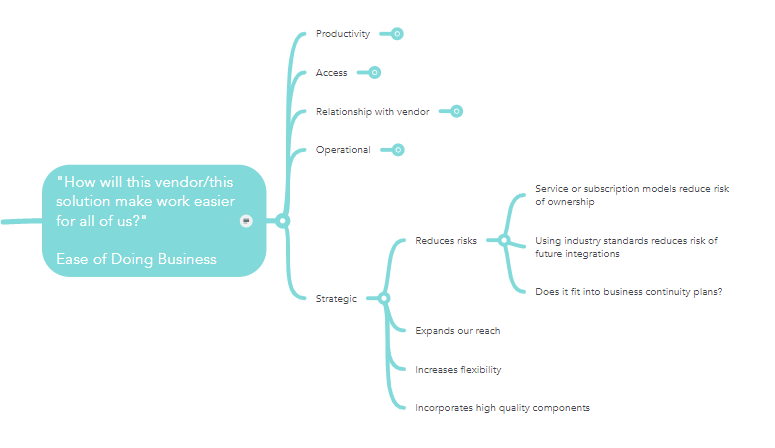 Productivity
Access
Relationship with vendor
Operational
"How will this vendor/this
solution make work easier
for all of us?"
Ease of Doing Business
Strategic
Reduces risks
Service or subscription models reduce risk
of ownership
Using industry standards reduces risk of
future integrations
Does it fit into business continuity plans?
Expands our reach
Increases flexibility
Incorporates high quality components